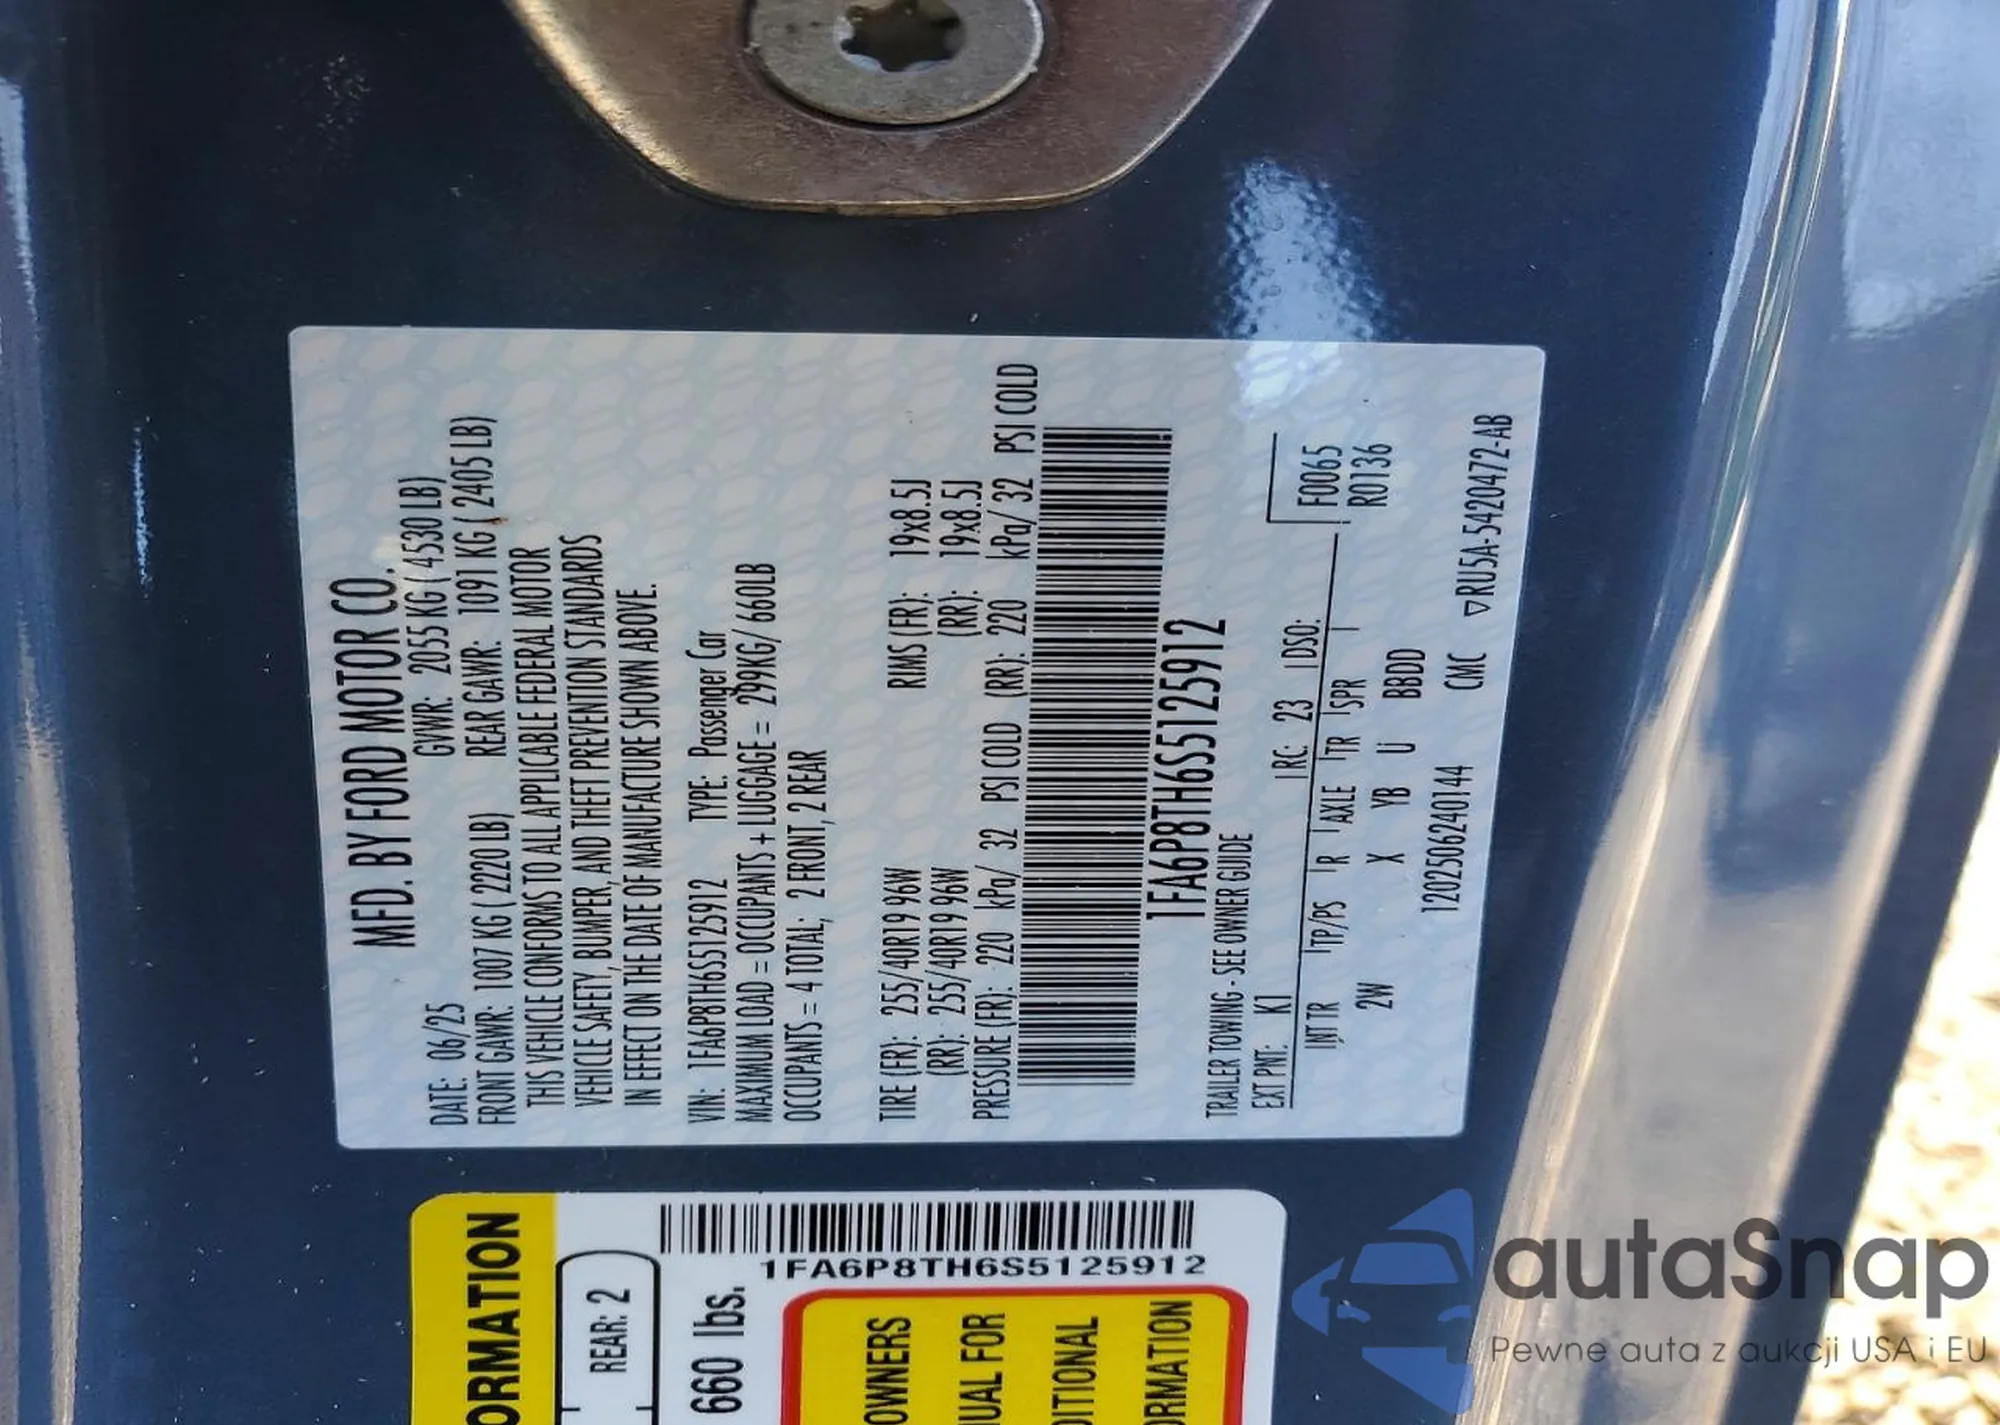 MFD. BY FORD MOTOR CO.
DATE: 06/25 GVWR: 2055 KG ( 4530 LB)
FRONT GAWR: 1007 KG ( 2220 LB) REAR GAWR: 1091 KG ( 2405 LB)
THIS VEHICLE CONFORMS TO ALL APPLICABLE FEDERAL MOTOR
VEHICLE SAFETY, BUMPER, AND THEFT PREVENTION STANDARDS
IN EFFECT ON THE DATE OF MANUFACTURE SHOWN ABOVE.
VIN: 1FA6P8TH6S5125912 TYPE: Passenger Car
MAXIMUM LOAD = OCCUPANTS + LUGGAGE = 299KG/ 660LB
OCCUPANTS = 4 TOTAL; 2 FRONT, 2 REAR
TIRE (FR): 255/40R19 96W RIMS (FR): 19x8.5J
(RR): 255/40R19 96W (RR): 19x8.5J
PRESSURE (FR): 220 kPa/ 32 PSI COLD (RR): 220 kPa/ 32 PSI COLD
1FA6P8TH6S5125912
TRAILER TOWING - SEE OWNER GUIDE
EXT PNT: K1 RC: 23 DSO: F0065
INT TR TP/PS R AXLE TR SPR R0136
2W X YB U BBDD
1202506240144 CMC ▽RU5A-5420472-AB
ORMATION
REAR: 2
660 lbs.
1FA6P8TH6S5125912
OWNERS
UAL FOR
DITIONAL
ORMATION
autaSnap
Pewne auta z aukcji USA i EU